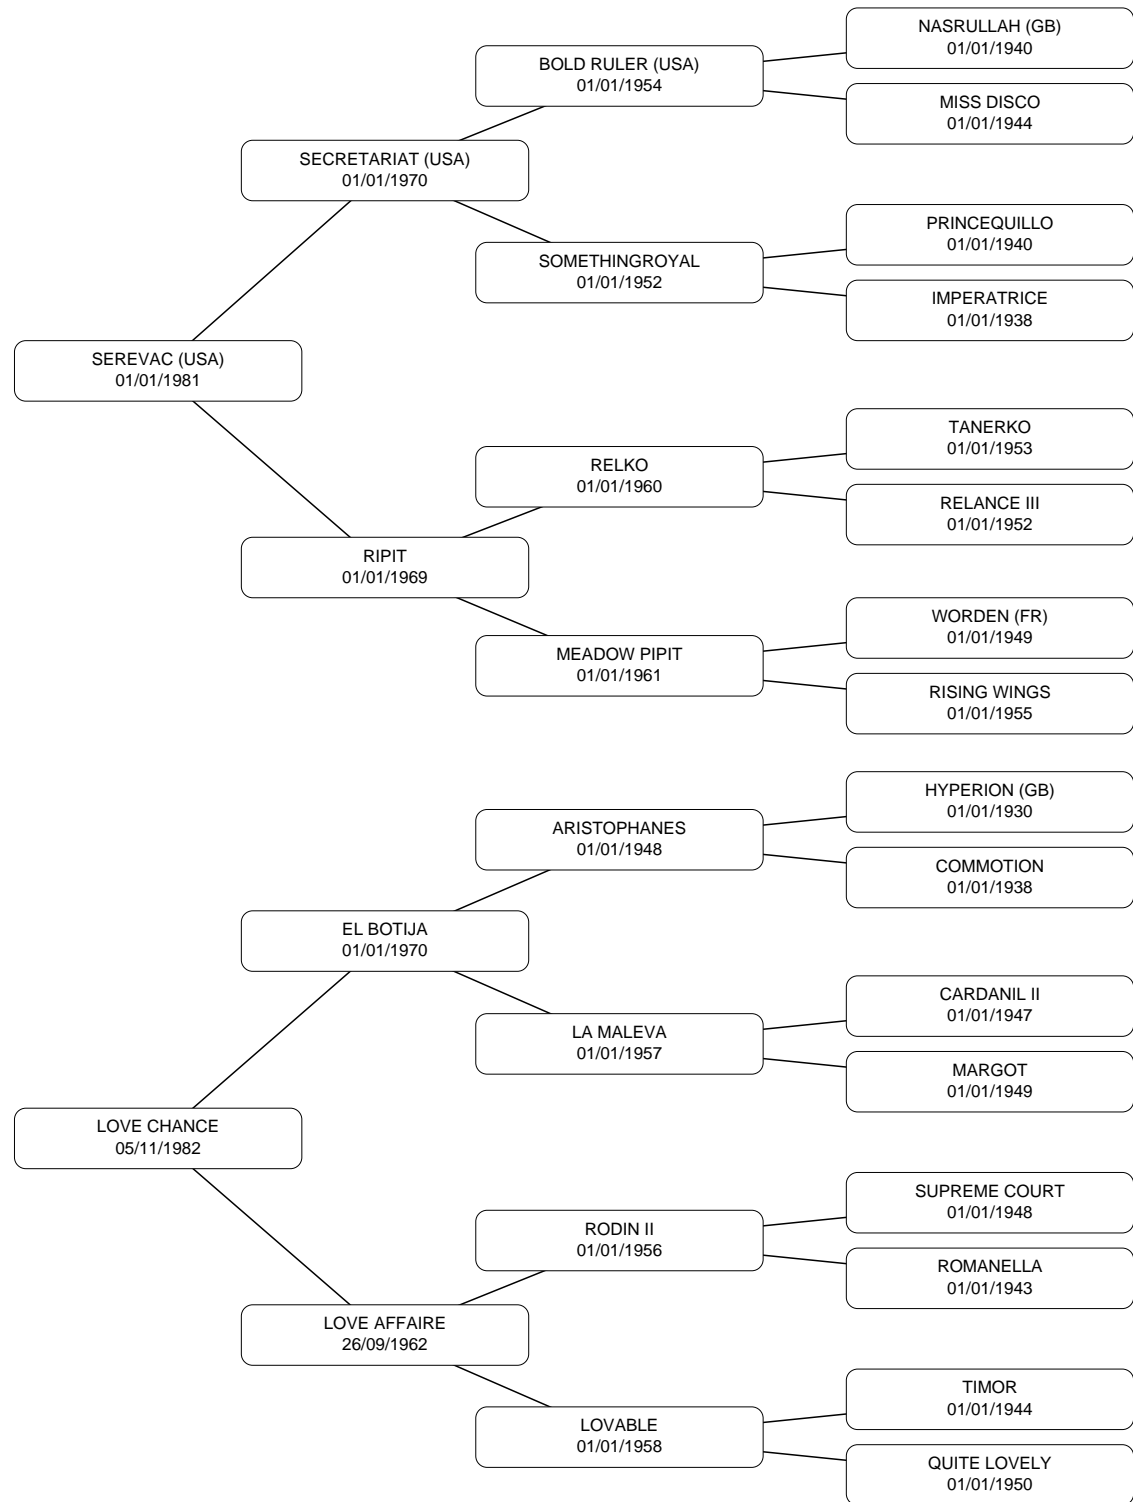 NASRULLAH (GB)
01/01/1940
BOLD RULER (USA)
01/01/1954
MISS DISCO
01/01/1944
SECRETARIAT (USA)
01/01/1970
PRINCEQUILLO
01/01/1940
SOMETHINGROYAL
01/01/1952
IMPERATRICE
01/01/1938
SEREVAC (USA)
01/01/1981
TANERKO
01/01/1953
RELKO
01/01/1960
RELANCE III
01/01/1952
RIPIT
01/01/1969
WORDEN (FR)
01/01/1949
MEADOW PIPIT
01/01/1961
RISING WINGS
01/01/1955
HYPERION (GB)
01/01/1930
ARISTOPHANES
01/01/1948
COMMOTION
01/01/1938
EL BOTIJA
01/01/1970
CARDANIL II
01/01/1947
LA MALEVA
01/01/1957
MARGOT
01/01/1949
LOVE CHANCE
05/11/1982
SUPREME COURT
01/01/1948
RODIN II
01/01/1956
ROMANELLA
01/01/1943
LOVE AFFAIRE
26/09/1962
TIMOR
01/01/1944
LOVABLE
01/01/1958
QUITE LOVELY
01/01/1950